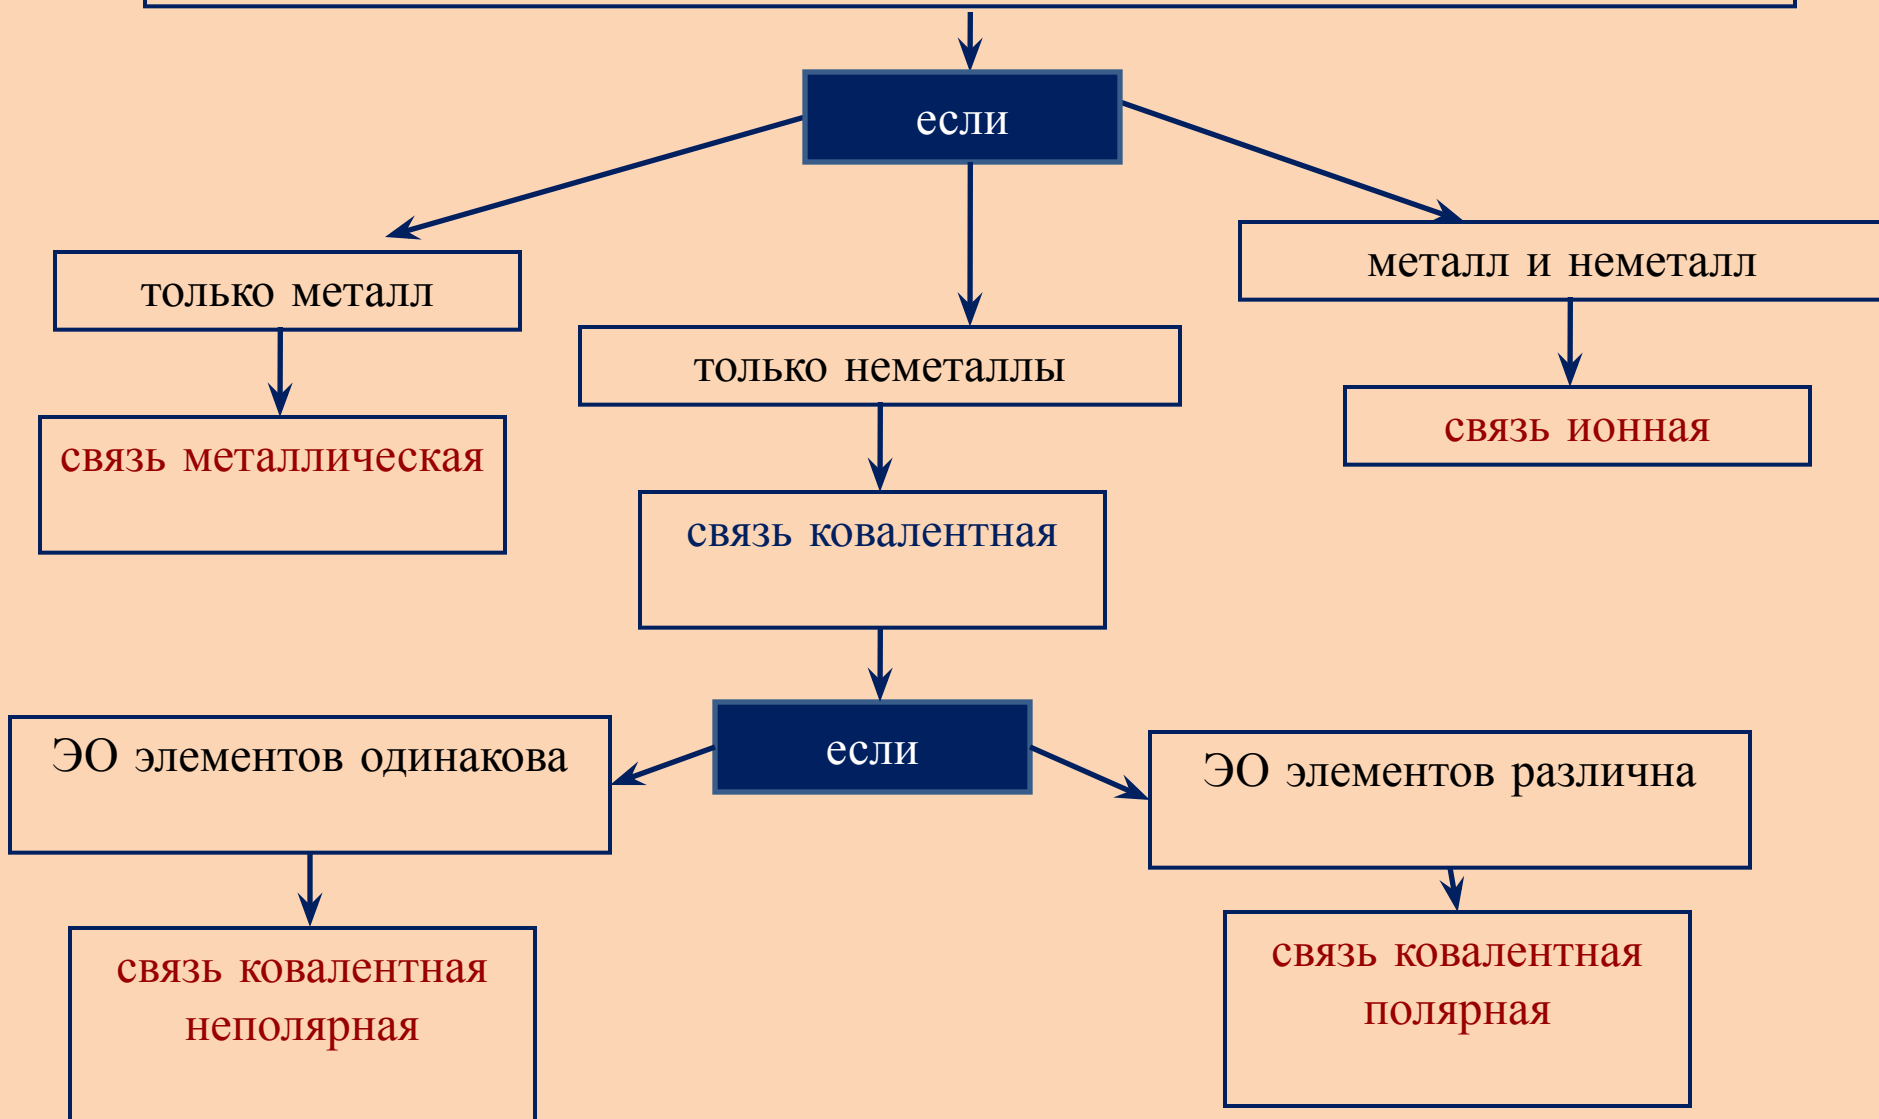 если
только металл
металл и неметалл
только неметаллы
связь металлическая
связь ионная
связь ковалентная
если
ЭО элементов одинакова
ЭО элементов различна
связь ковалентная
неполярная
связь ковалентная
полярная